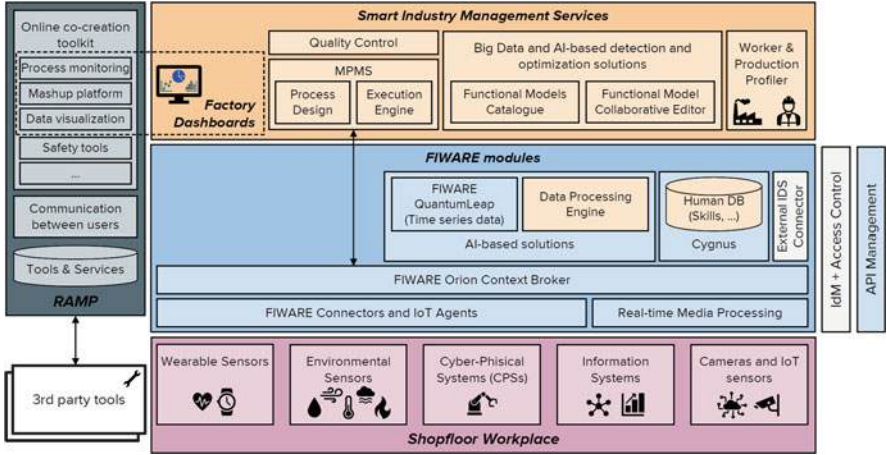 Online co-creation
toolkit
Process monitoring
Mashup platform
Data visualization
Safety tools
...
Communication
between users
Tools & Services
RAMP
3rd party tools
Smart Industry Management Services
Factory
Dashboards
Quality Control
MPMS
Process
Design
Execution
Engine
Big Data and AI-based detection and
optimization solutions
Functional Models
Catalogue
Functional Model
Collaborative Editor
Worker &
Production
Profiler
FIWARE modules
FIWARE
QuantumLeap
(Time series data)
Data Processing
Engine
AI-based solutions
Human DB
(Skills, ...)
Cygnus
External IDS
Connector
FIWARE Orion Context Broker
FIWARE Connectors and IoT Agents
Real-time Media Processing
IdM + Access Control
API Management
Wearable Sensors
Environmental
Sensors
Cyber-Phisical
Systems (CPSs)
Information
Systems
Cameras and IoT
sensors
Shopfloor Workplace